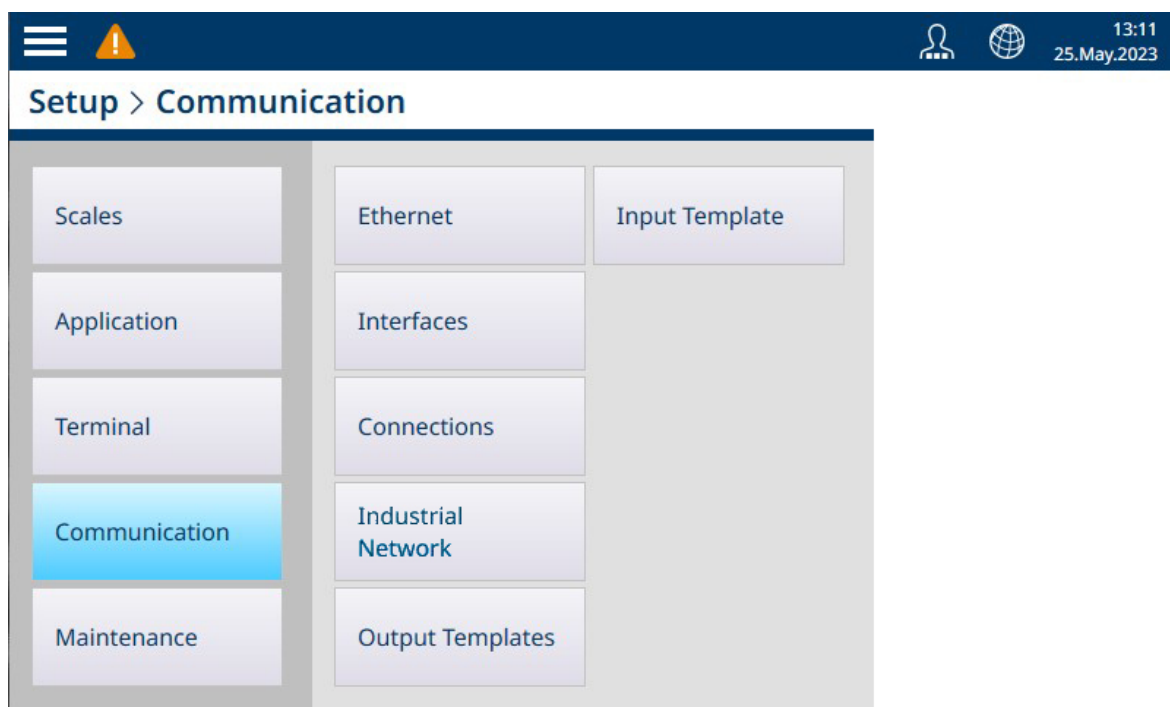 13:11
25.May.2023
Setup > Communication
Scales
Application
Terminal
Communication
Maintenance
Ethernet
Interfaces
Connections
Industrial
Network
Output Templates
Input Template